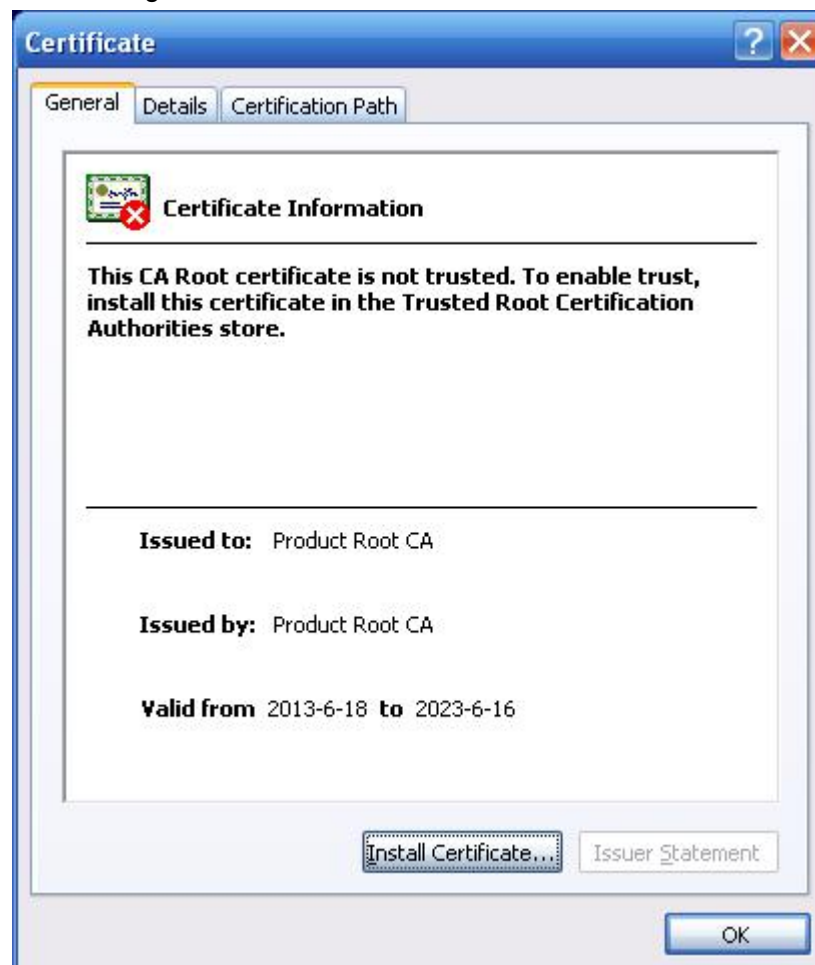 Certificate
General Details Certification Path
Certificate Information
This CA Root certificate is not trusted. To enable trust,
install this certificate in the Trusted Root Certification
Authorities store.
Issued to: Product Root CA
Issued by: Product Root CA
Valid from 2013-6-18 to 2023-6-16
Install Certificate... Issuer Statement
OK